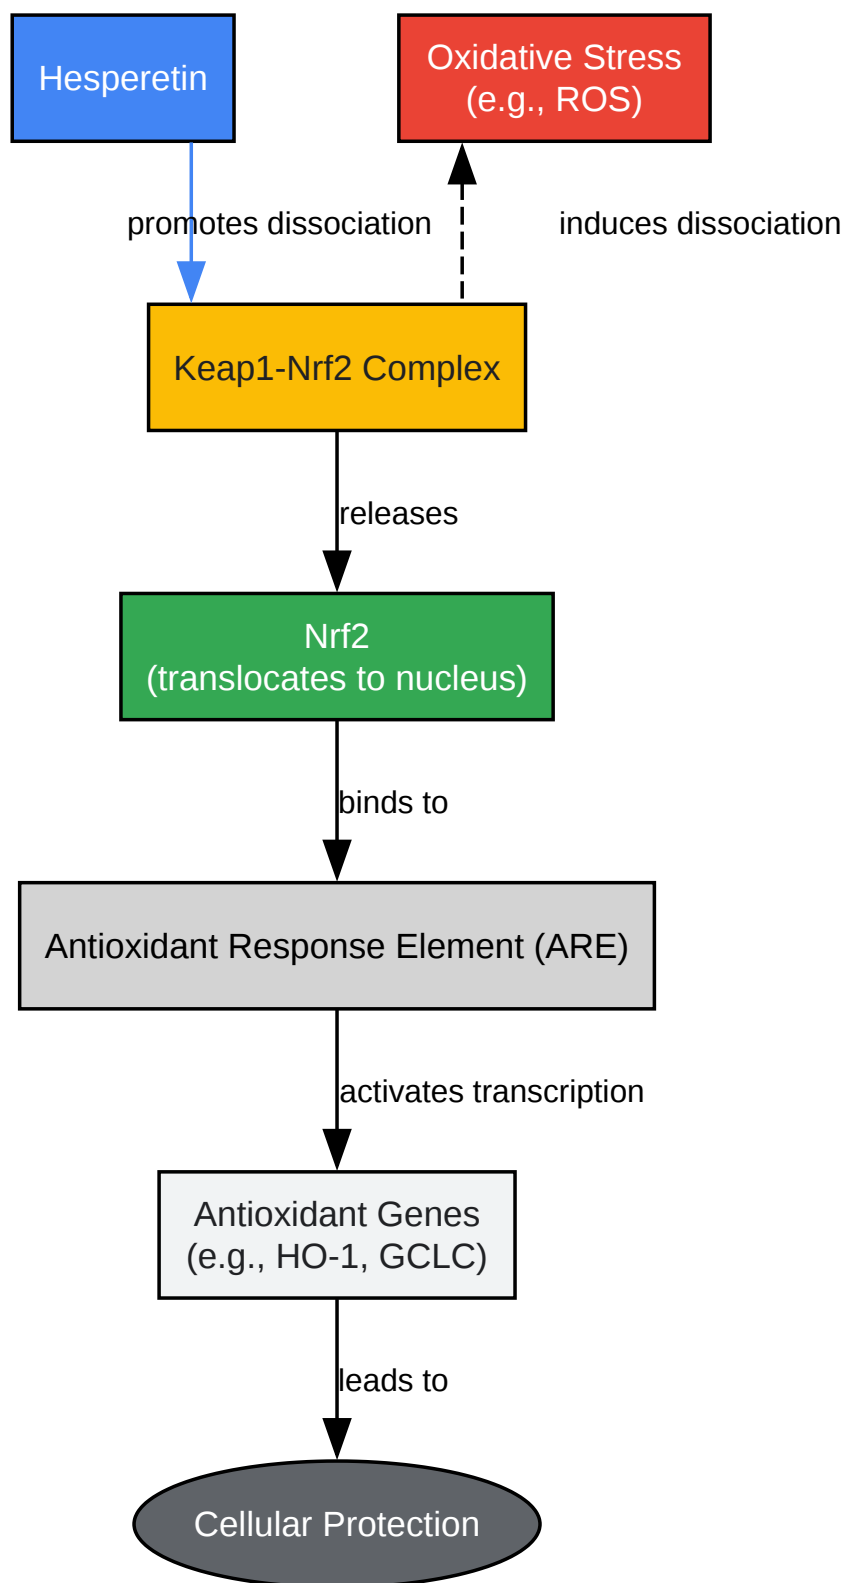 Hesperetin
Oxidative Stress
(e.g., ROS)
promotes dissociation
induces dissociation
Keap1-Nrf2 Complex
releases
Nrf2
(translocates to nucleus)
binds to
Antioxidant Response Element (ARE)
activates transcription
Antioxidant Genes
(e.g., HO-1, GCLC)
leads to
Cellular Protection